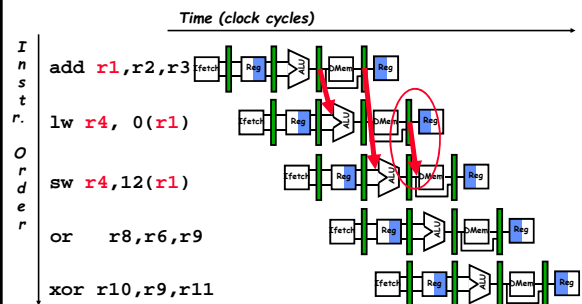 Time (clock cycles)
I
n
s
t
r.
O
r
d
e
r
add r1,r2,r3
Ifetch Reg ALU DMem Reg
lw r4, 0(r1)
Ifetch Reg ALU DMem Reg
sw r4,12(r1)
Ifetch Reg ALU DMem Reg
or r8,r6,r9
Ifetch Reg ALU DMem Reg
xor r10,r9,r11
Ifetch Reg ALU DMem Reg